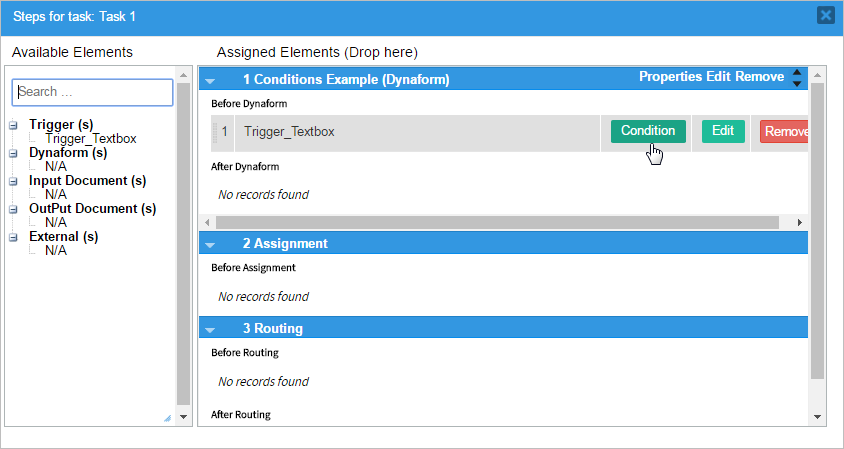 Steps for task: Task 1
Available Elements
Assigned Elements (Drop here)
Search ...
Trigger (s)
Trigger_Textbox
Dynaform (s)
N/A
Input Document (s)
N/A
OutPut Document (s)
N/A
External (s)
N/A
1 Conditions Example (Dynaform) Properties Edit Remove
Before Dynaform
1 Trigger_Textbox Condition Edit Remove
After Dynaform
No records found
2 Assignment
Before Assignment
No records found
3 Routing
Before Routing
No records found
After Routing